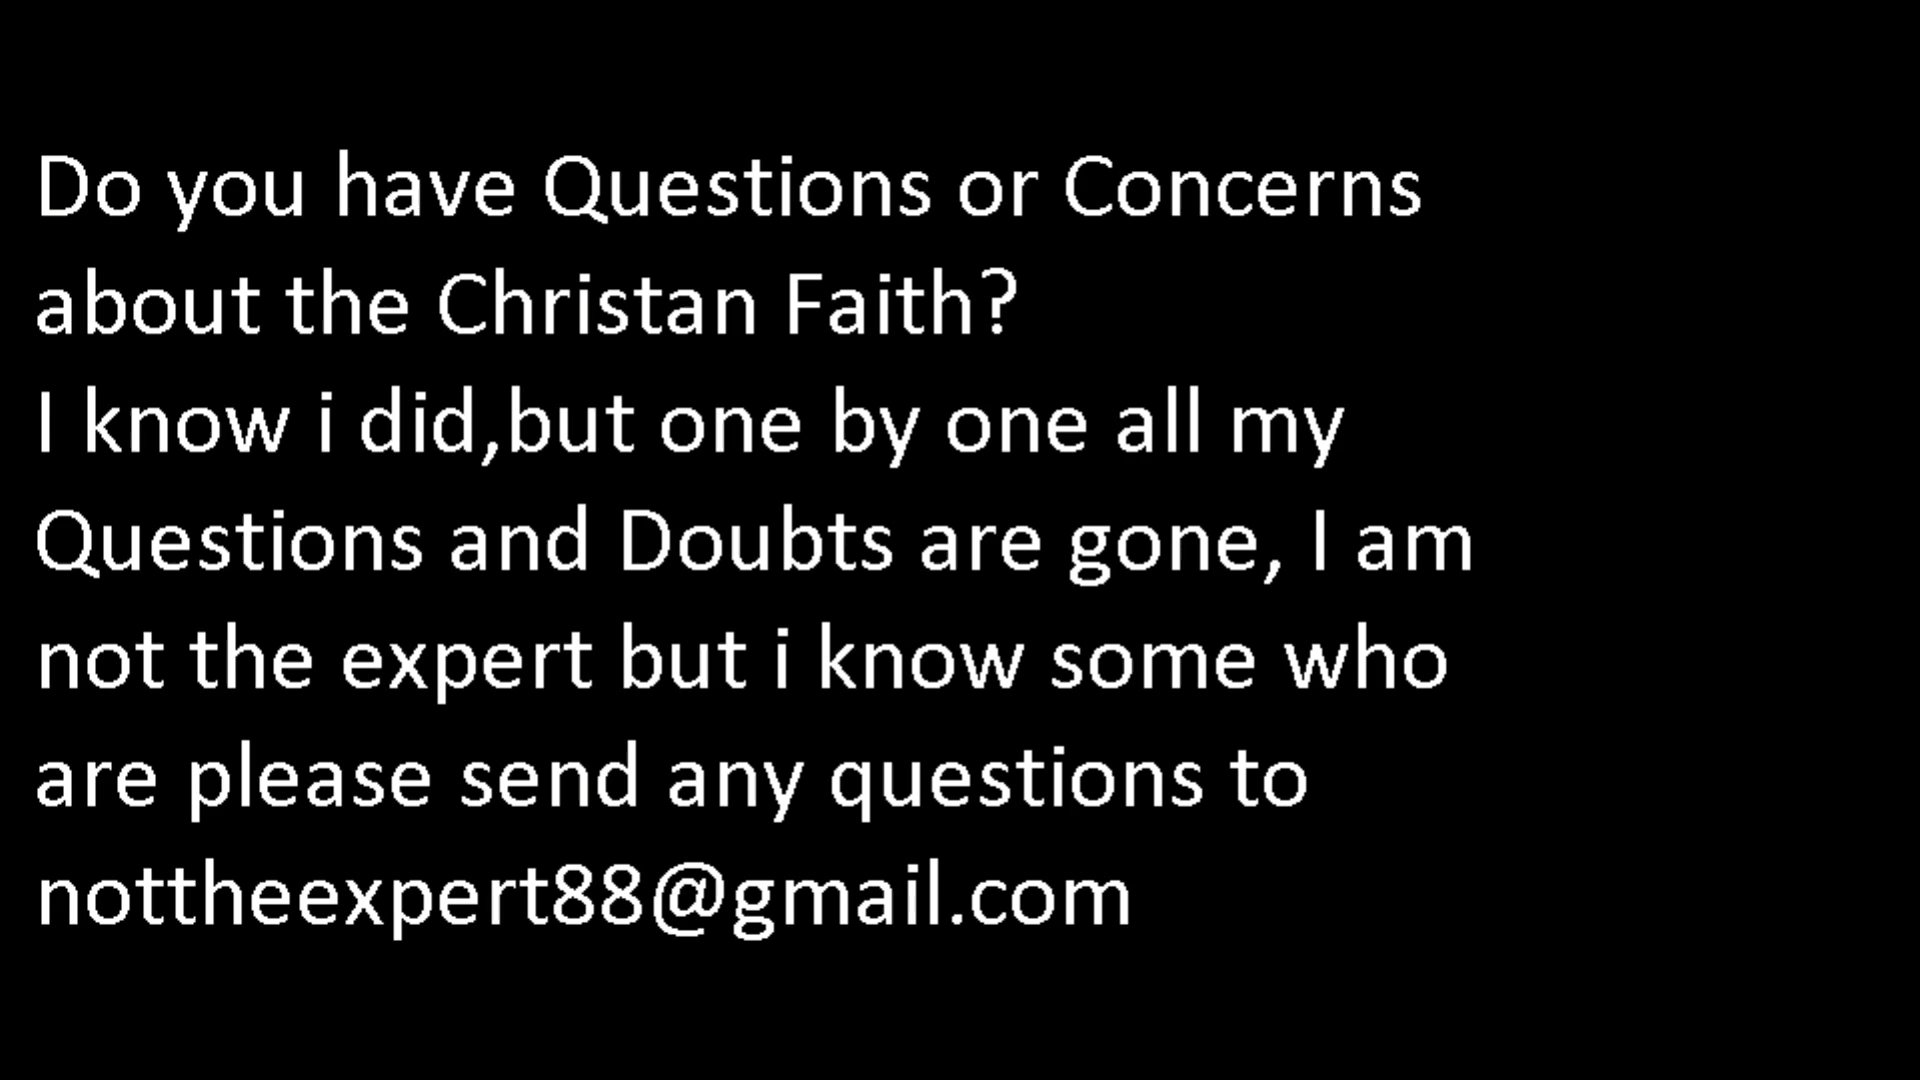 Do you have Questions or Concerns
about the Christan Faith?
I know i did,but one by one all my
Questions and Doubts are gone, I am
not the expert but i know some who
are please send any questions to
nottheexpert88@gmail.com